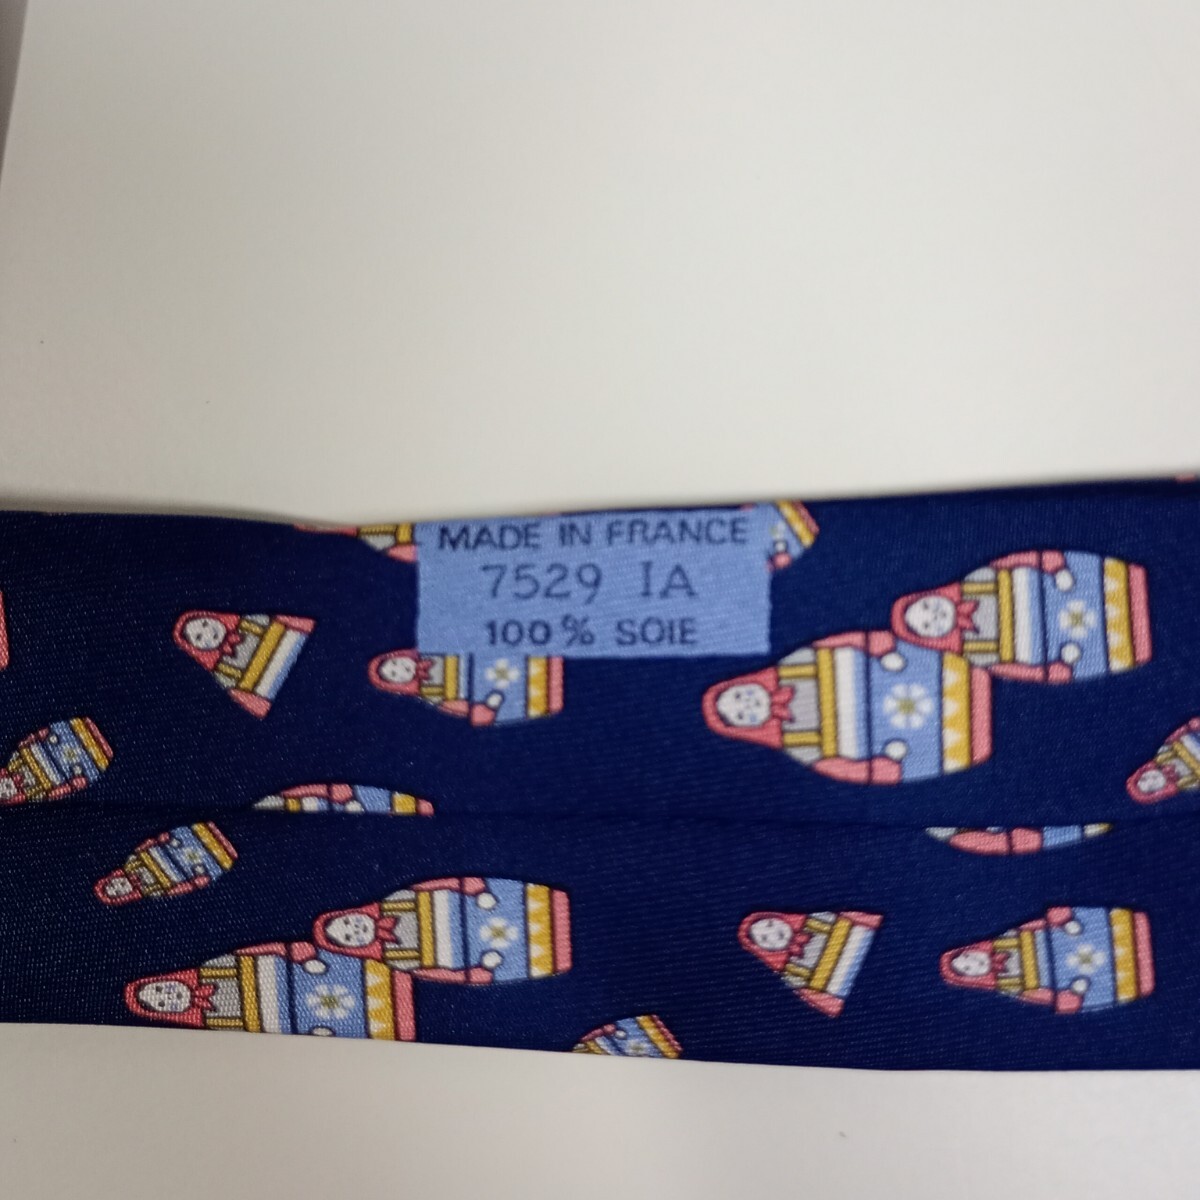 MADE IN FRANCE
7529 IA
100% SOIE